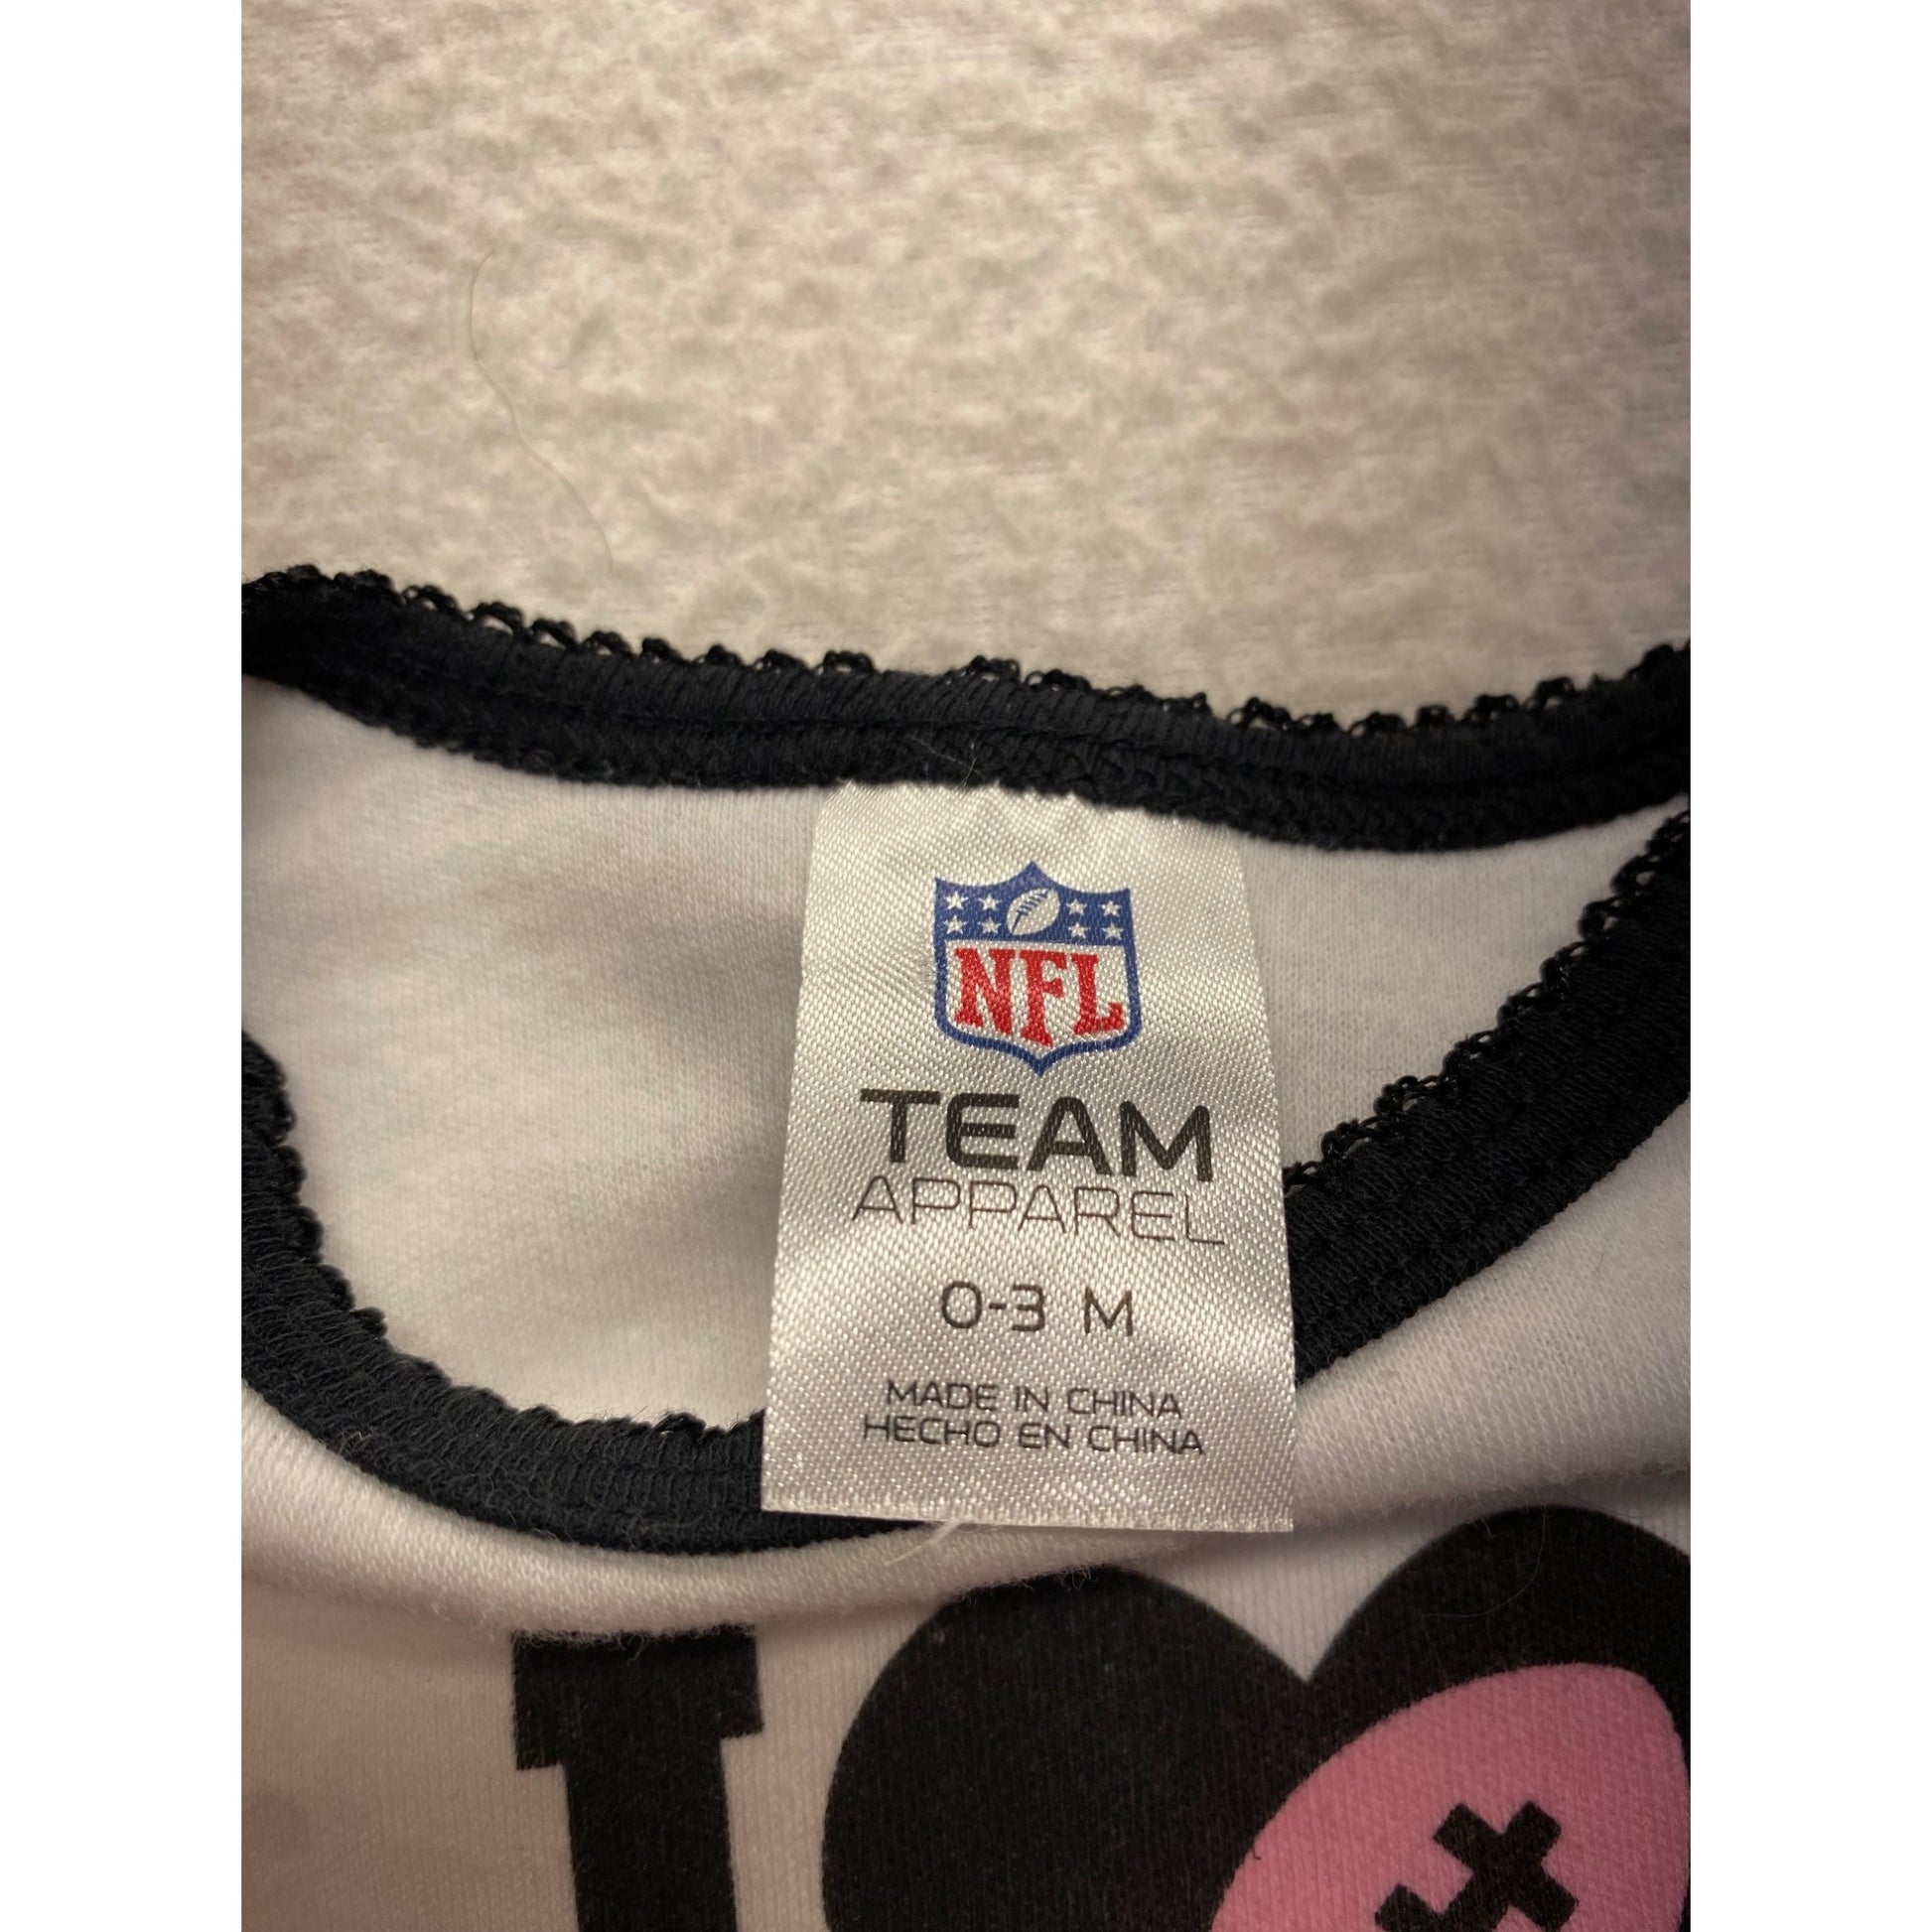 NFL
TEAM
APPAREL
0-3 M
MADE IN CHINA
HECHO EN CHINA
I